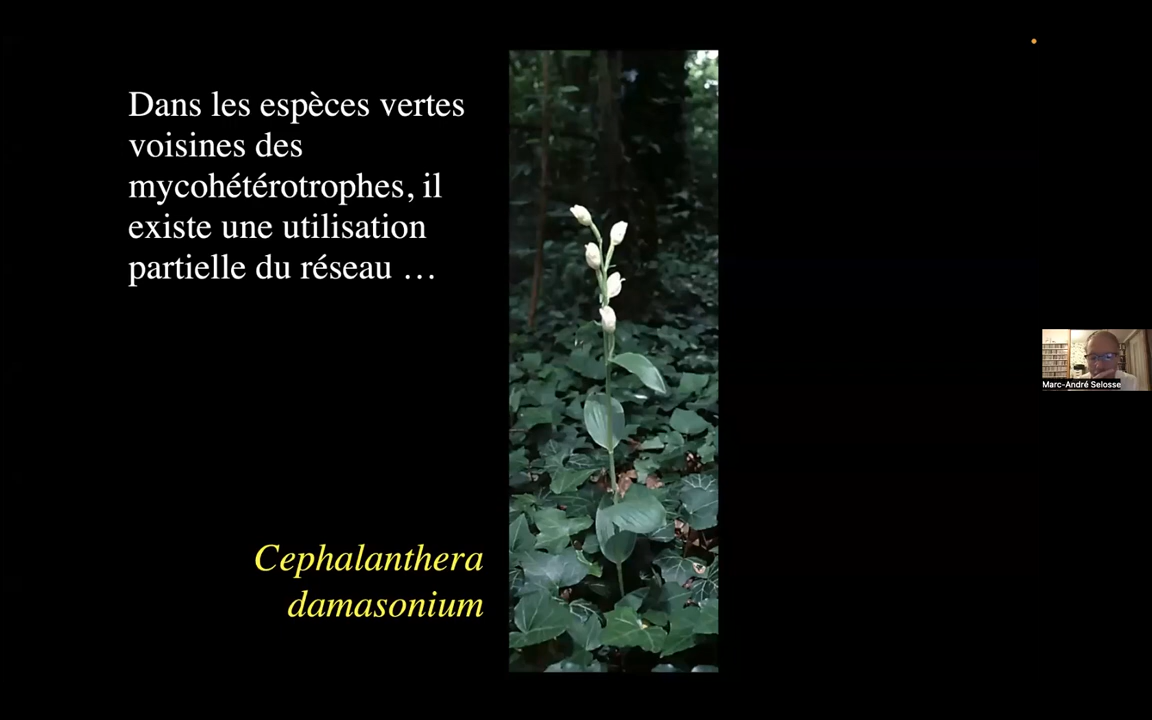 Dans les espèces vertes
voisines des
mycohétérotrophes, il
existe une utilisation
partielle du réseau …
Marc-André Selosse
Cephalanthera
damasonium